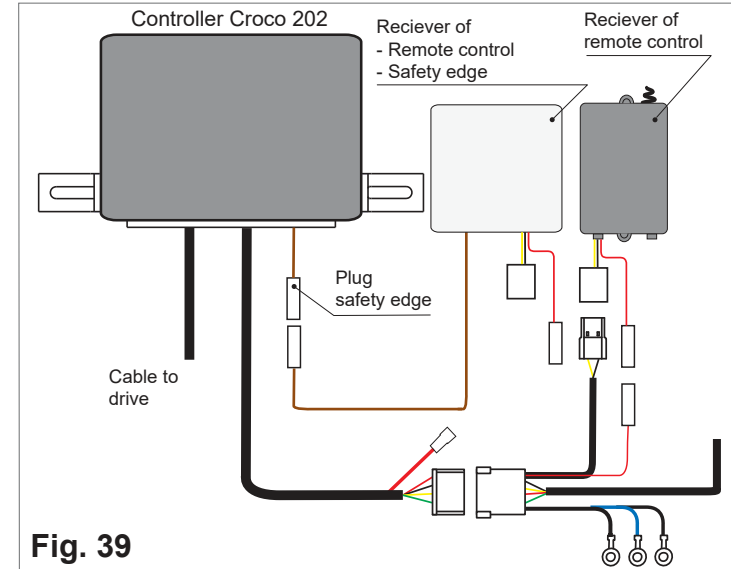 Controller Croco 202
Reciever of
- Remote control
- Safety edge
Reciever of
remote control
Plug
safety edge
Cable to
drive
Fig. 39